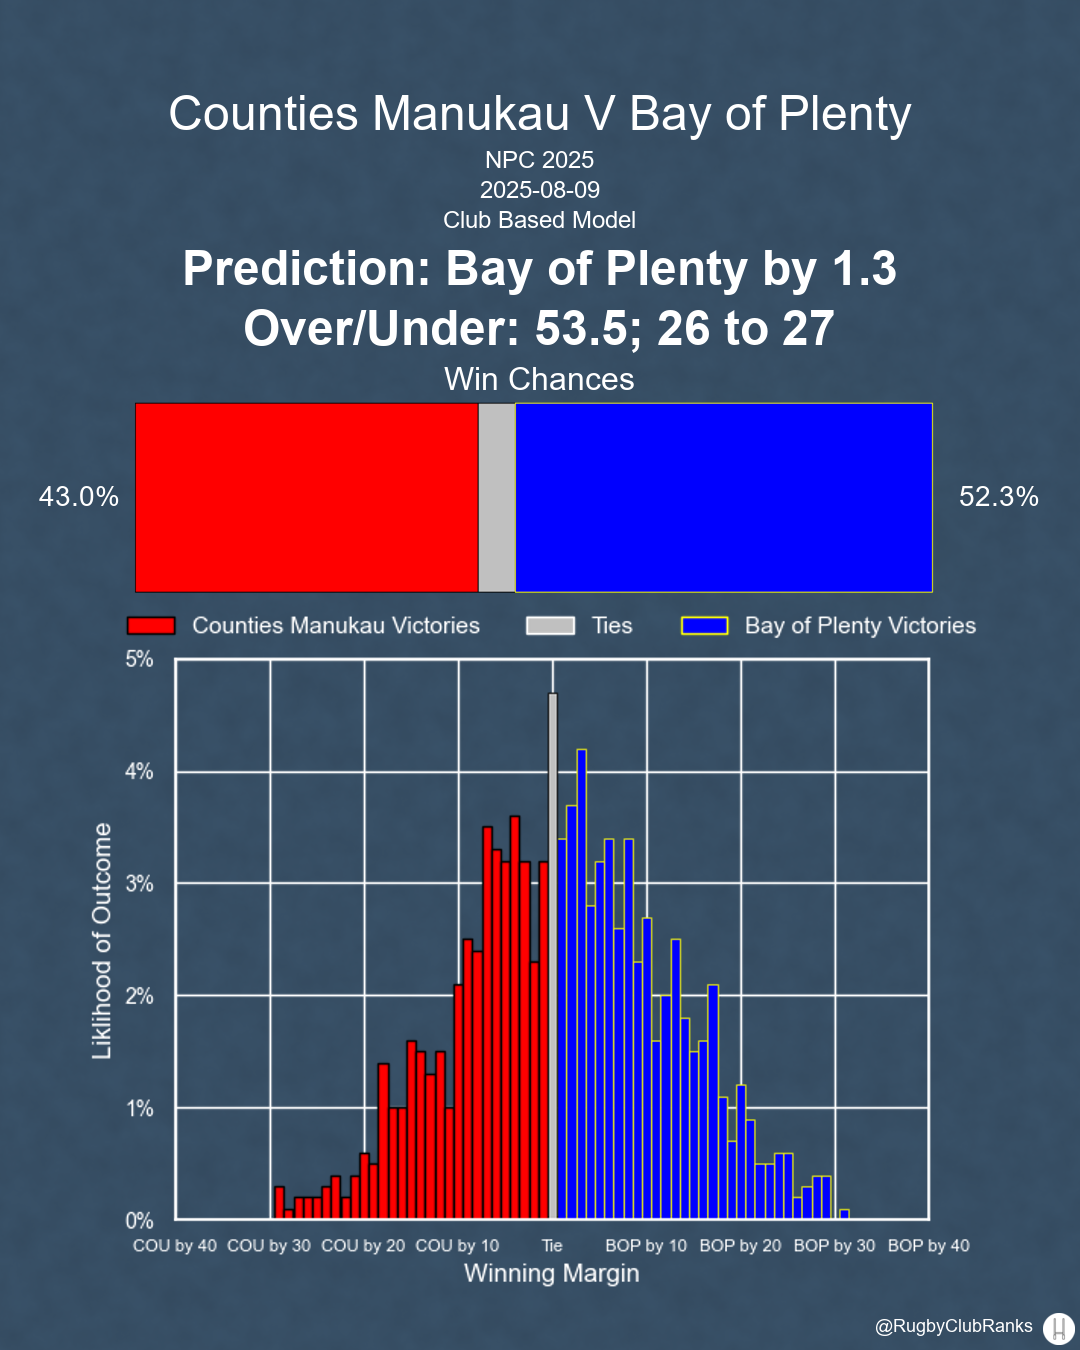 Counties Manukau V Bay of Plenty
NPC 2025
2025-08-09
Club Based Model
Prediction: Bay of Plenty by 1.3
Over/Under: 53.5; 26 to 27
Win Chances
43.0%
52.3%
Counties Manukau Victories
Ties
Bay of Plenty Victories
5%
4%
3%
2%
1%
0%
Liklihood of Outcome
COU by 40
COU by 30
COU by 20
COU by 10
Tie
BOP by 10
BOP by 20
BOP by 30
BOP by 40
Winning Margin
@RugbyClubRanks